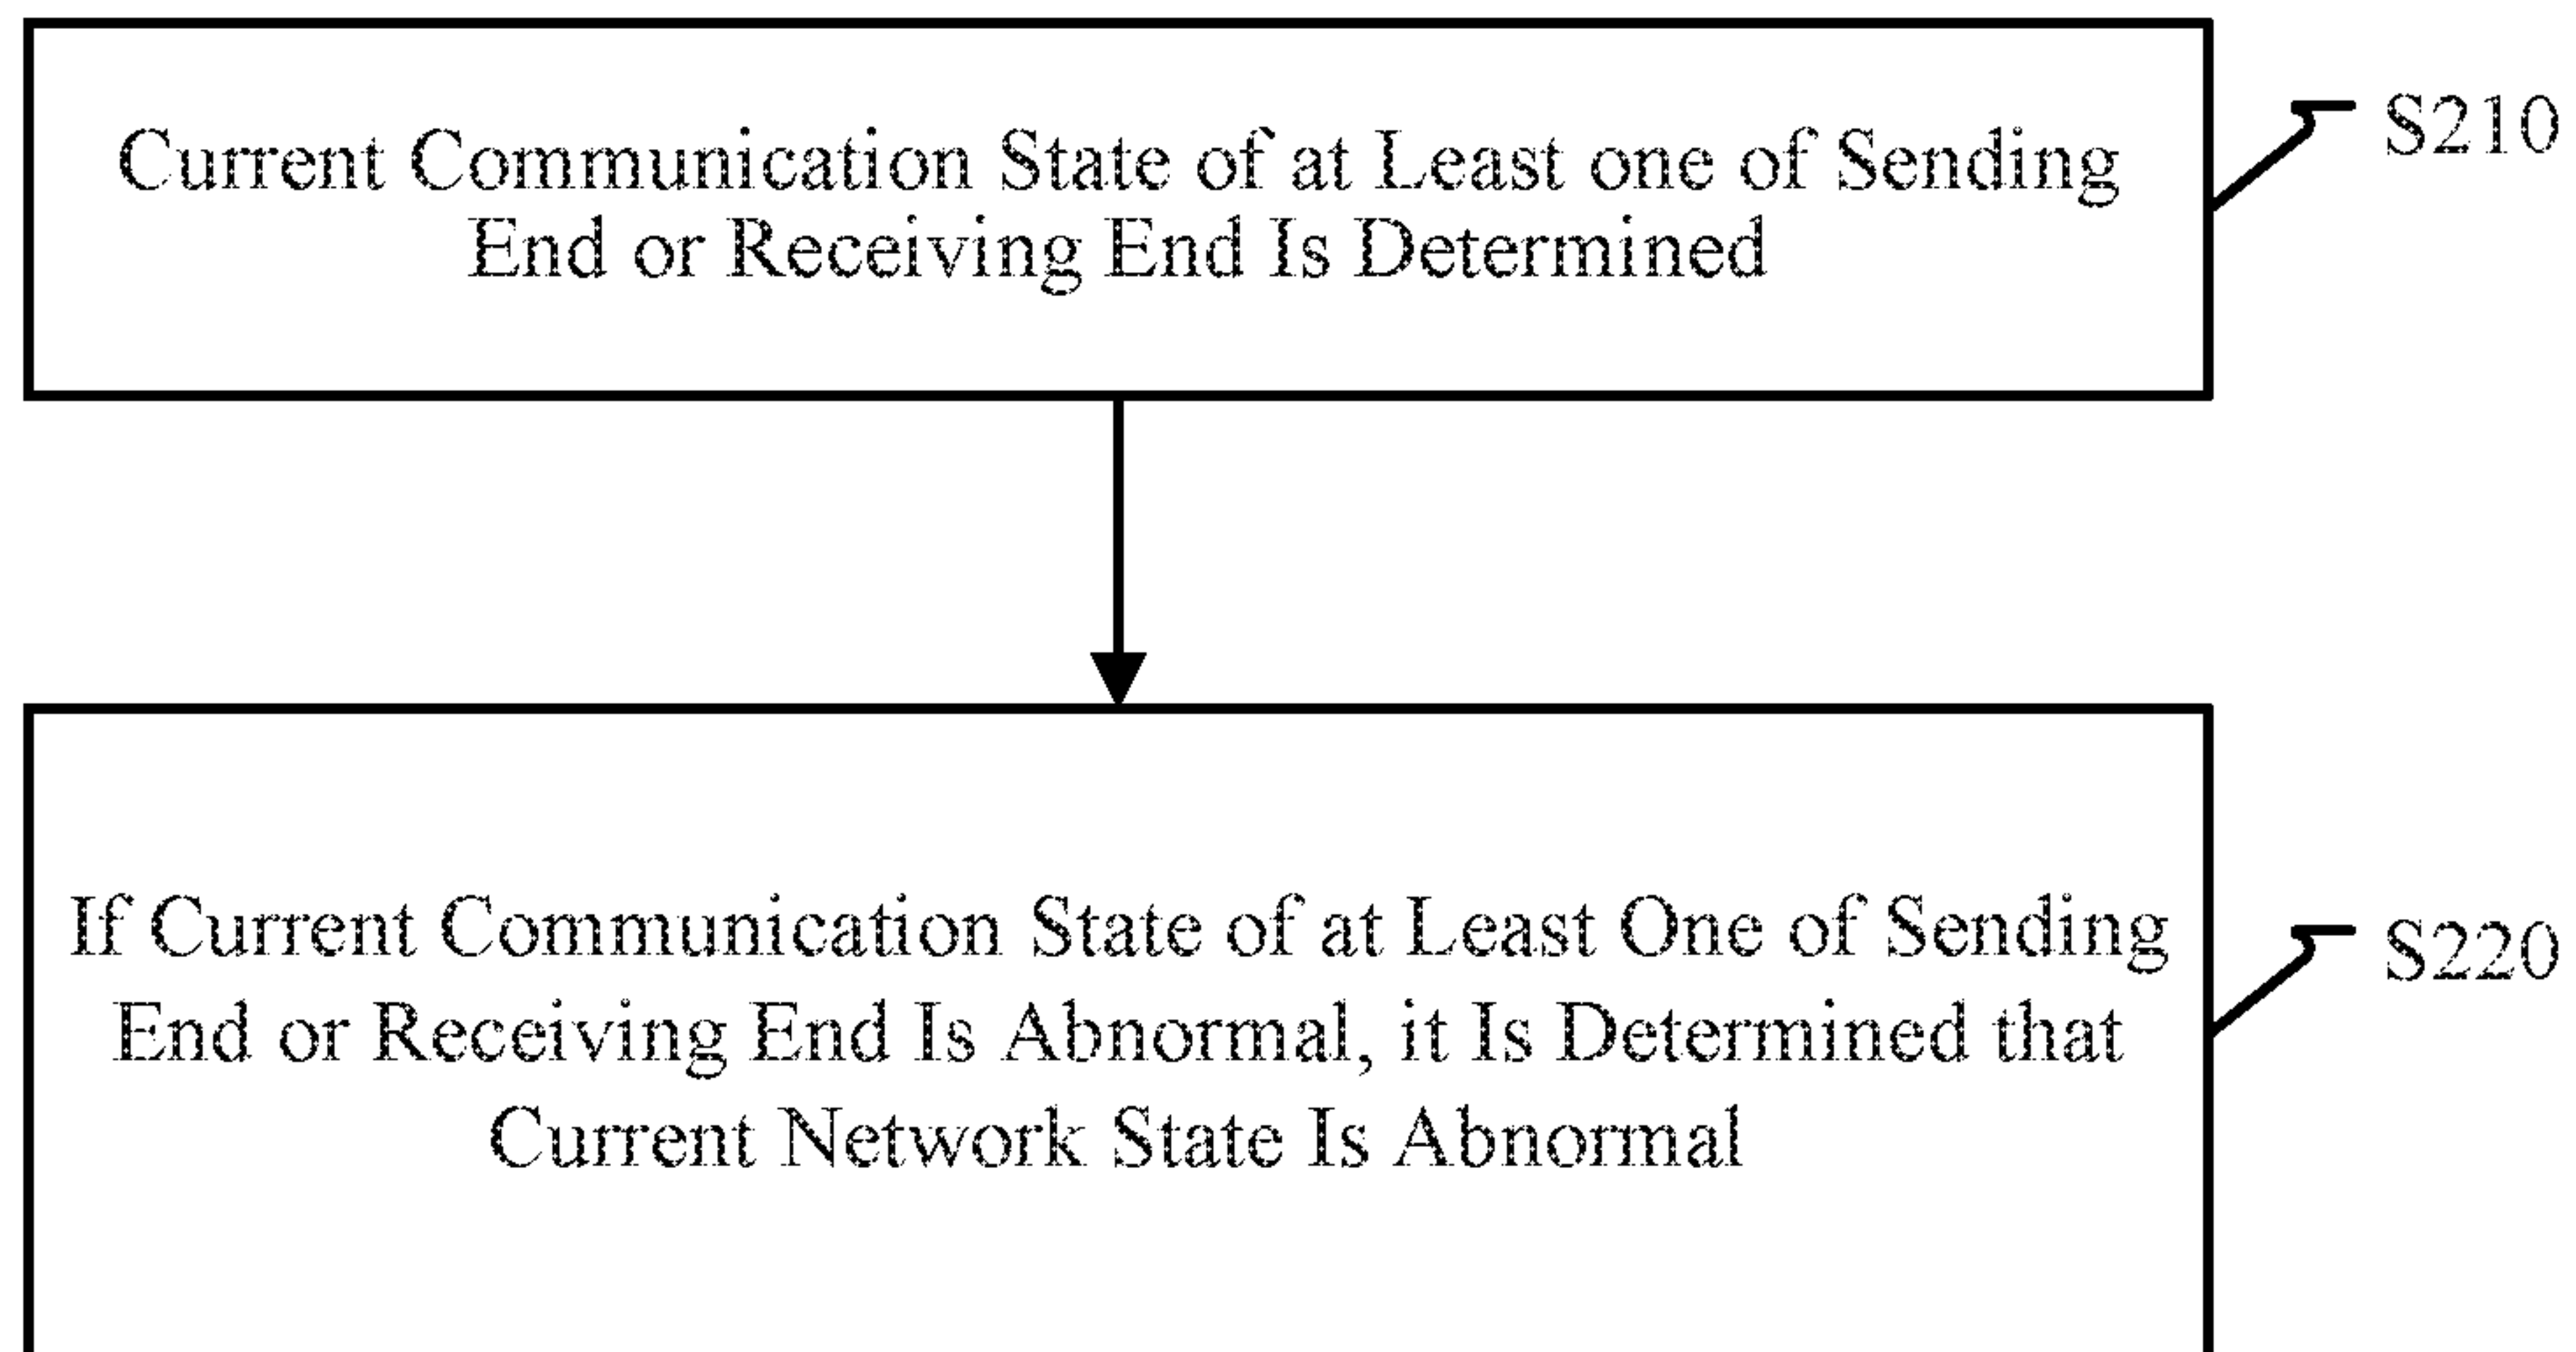 Current Communication State of at Least one of Sending
End or Receiving End Is Determined
S210
If Current Communication State of at Least One of Sending
End or Receiving End Is Abnormal, it Is Determined that
Current Network State Is Abnormal
S220